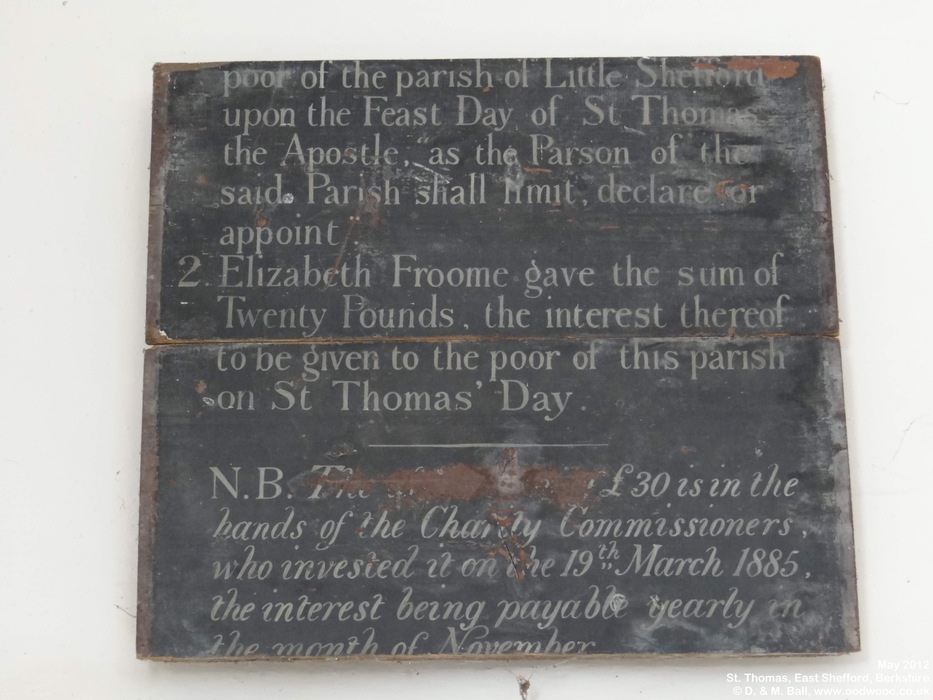 poor of the parish of Little Shefford
upon the Feast Day of St Thomas
the Apostle, as the Parson of the
said Parish shall limit, declare or
appoint.
2. Elizabeth Froome gave the sum of
Twenty Pounds, the interest thereof
to be given to the poor of this parish
on St Thomas' Day.
N.B. The £30 is in the
hands of the Charity Commissioners,
who invested it on the 19th March 1885,
the interest being payable yearly in
the month of November
May 2012
St. Thomas, East Shefford, Berkshire
© D. & M. Ball, www.oodwooc.co.uk